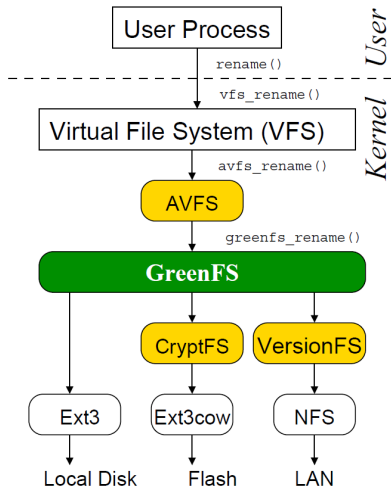 User Process
rename()
User
vfs_rename()
Kernel
Virtual File System (VFS)
avfs_rename()
AVFS
greenfs_rename()
GreenFS
CryptFS
VersionFS
Ext3
Ext3cow
NFS
Local Disk
Flash
LAN